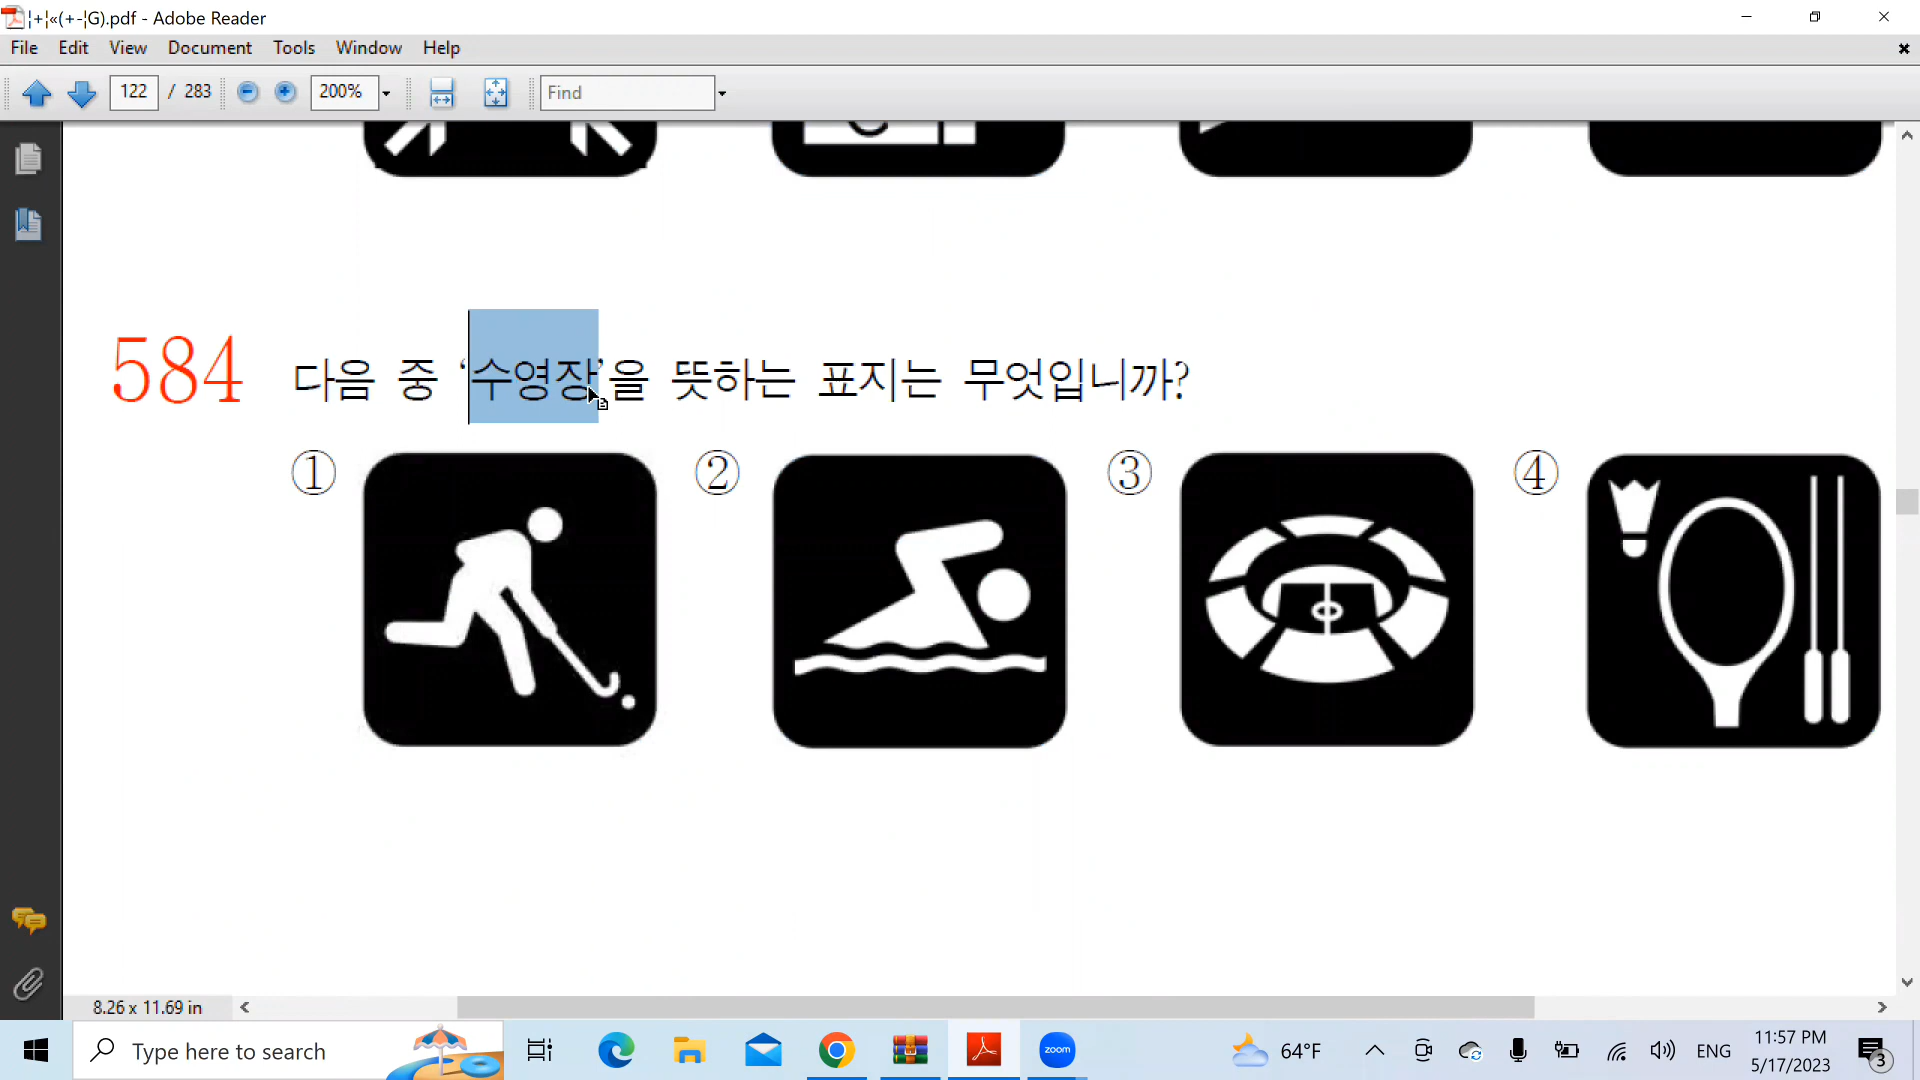 ¦+¦«(+-¦G).pdf - Adobe Reader
File Edit View Document Tools Window Help
122 / 283 200% Find
584 다음 중 ‘수영장’을 뜻하는 표지는 무엇입니까?
① ② ③ ④
8.26 x 11.69 in
Type here to search
zoom
64°F
ENG
11:57 PM
5/17/2023
3